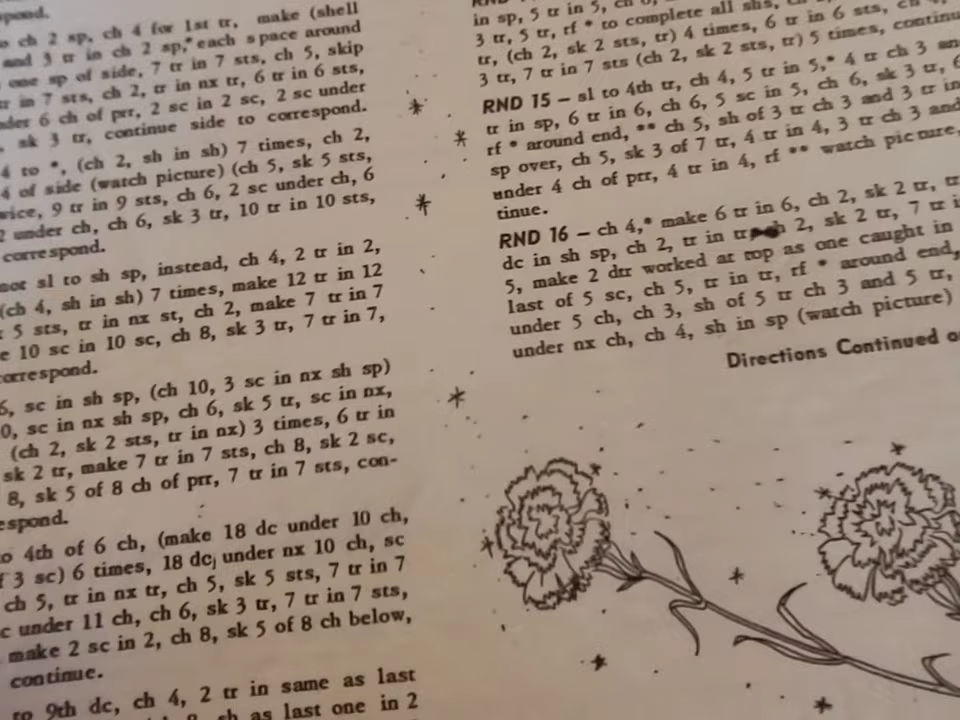 spond.
ch 2 sp, ch 4 for 1st tr, make (shell
and 3 tr in ch 2 sp,* each space around
one sp of side, 7 tr in 7 sts, ch 5, skip
tr in 7 sts, ch 2, tr in nx tr, 6 tr in 6 sts,
under 6 ch of prr, 2 sc in 2 sc, 2 sc under
, sk 3 tr, continue side to correspond.
4 to *, (ch 2, sh in sh) 7 times, ch 2,
4 of side (watch picture) (ch 5, sk 5 sts,
twice, 9 tr in 9 sts, ch 6, 2 sc under ch, 6
2 under ch, ch 6, sk 3 tr, 10 tr in 10 sts,
correspond.
not sl to sh sp, instead, ch 4, 2 tr in 2,
(ch 4, sh in sh) 7 times, make 12 tr in 12
5 sts, tr in nx st, ch 2, make 7 tr in 7
10 sc in 10 sc, ch 8, sk 3 tr, 7 tr in 7,
correspond.
6, sc in sh sp, (ch 10, 3 sc in nx sh sp)
0, sc in nx sh sp, ch 6, sk 5 tr, sc in nx,
(ch 2, sk 2 sts, tr in nx) 3 times, 6 tr in
sk 2 tr, make 7 tr in 7 sts, ch 8, sk 2 sc,
8, sk 5 of 8 ch of prr, 7 tr in 7 sts, con-
espond.
4th of 6 ch, (make 18 dc under 10 ch,
f 3 sc) 6 times, 18 dc, under nx 10 ch, sc
ch 5, tr in nx tr, ch 5, sk 5 sts, 7 tr in 7
c under 11 ch, ch 6, sk 3 tr, 7 tr in 7 sts,
make 2 sc in 2, ch 8, sk 5 of 8 ch below,
continue.
to 9th dc, ch 4, 2 tr in same as last
sh as last one in 2
in sp, 5 tr in 5,
3 tr, 5 tr, rf * to complete all shs,
tr, (ch 2, sk 2 sts, tr) 4 times, 6 tr in 6 sts,
3 tr, 7 tr in 7 sts (ch 2, sk 2 sts, tr) 5 times, continu
RND 15 – sl to 4th tr, ch 4, 5 tr in 5,* 4 tr ch 3 an
tr in sp, 6 tr in 6, ch 6, 5 sc in 5, ch 6, sk 3 tr, 6
rf * around end, ** ch 5, sh of 3 tr ch 3 and 3 tr in
sp over, ch 5, sk 3 of 7 tr, 4 tr in 4, 3 tr ch 3 and
under 4 ch of prr, 4 tr in 4, rf ** watch picture,
tinue.
RND 16 – ch 4,* make 6 tr in 6, ch 2, sk 2 tr, tr
dc in sh sp, ch 2, tr in tr, ch 2, sk 2 tr, 7 tr i
5, make 2 dtr worked at top as one caught in
last of 5 sc, ch 5, tr in tr, rf * around end,
under 5 ch, ch 3, sh of 5 tr ch 3 and 5 tr,
under nx ch, ch 4, sh in sp (watch picture)
Directions Continued o